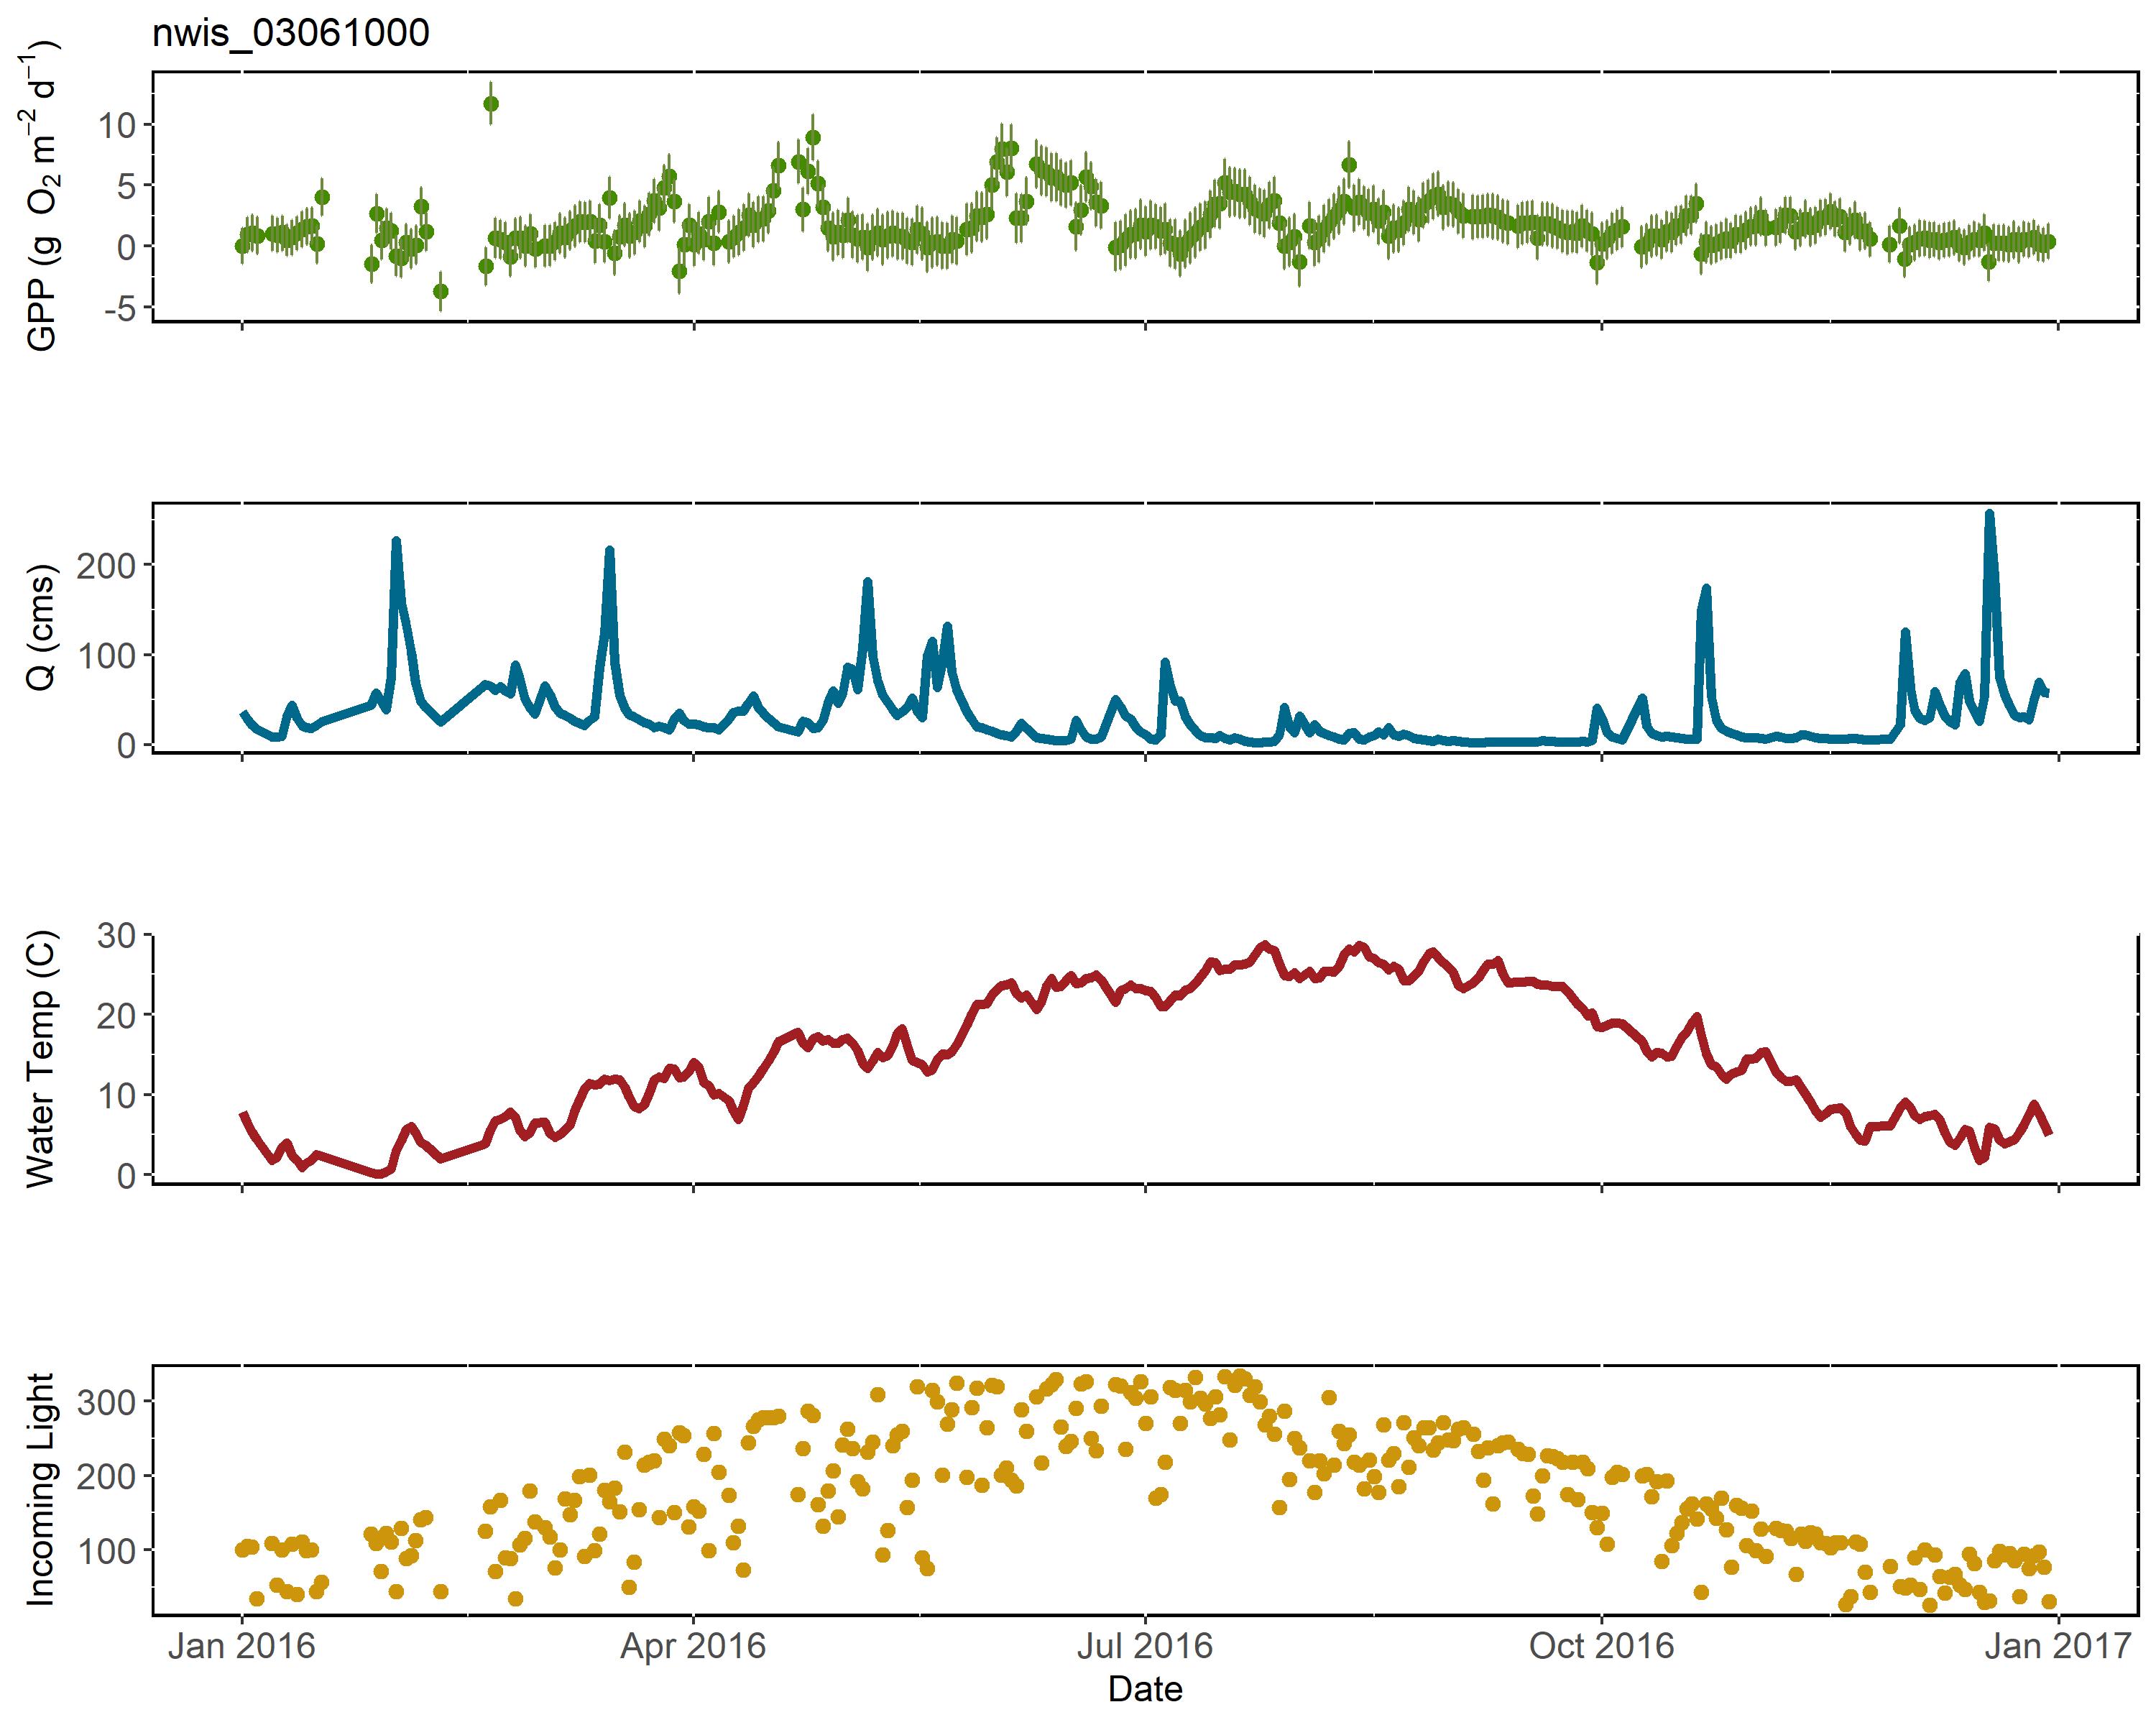 nwis_03061000
GPP (g O₂ m⁻² d⁻¹)
10
5
0
-5
Q (cms)
200
100
0
Water Temp (C)
30
20
10
0
Incoming Light
300
200
100
Jan 2016 Apr 2016 Jul 2016 Oct 2016 Jan 2017
Date